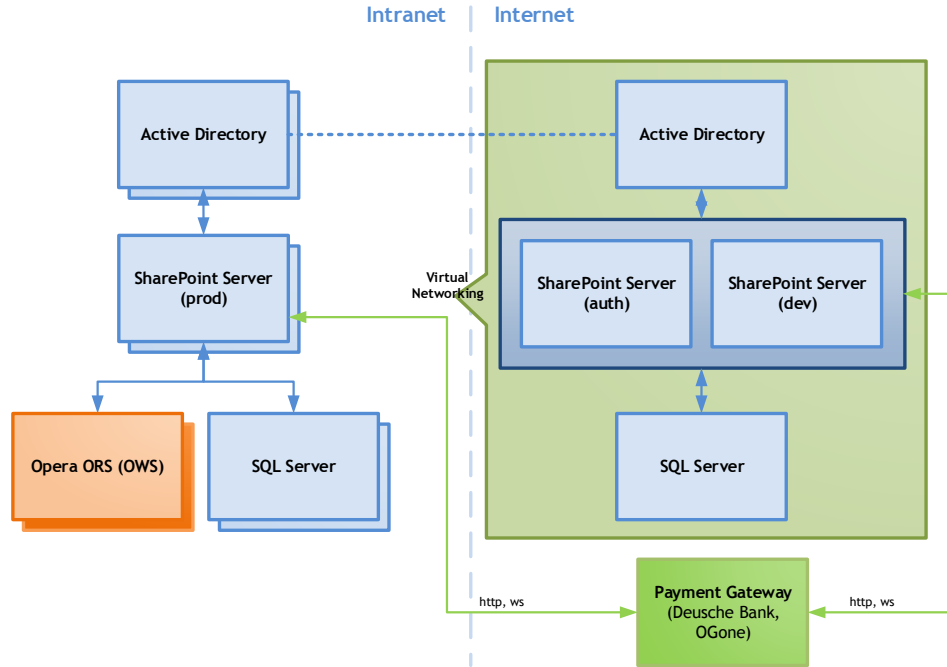 Intranet
Internet
Active Directory
Active Directory
SharePoint Server
(prod)
Virtual
Networking
SharePoint Server
(auth)
SharePoint Server
(dev)
Opera ORS (OWS)
SQL Server
SQL Server
http, ws
Payment Gateway
(Deusche Bank,
OGone)
http, ws